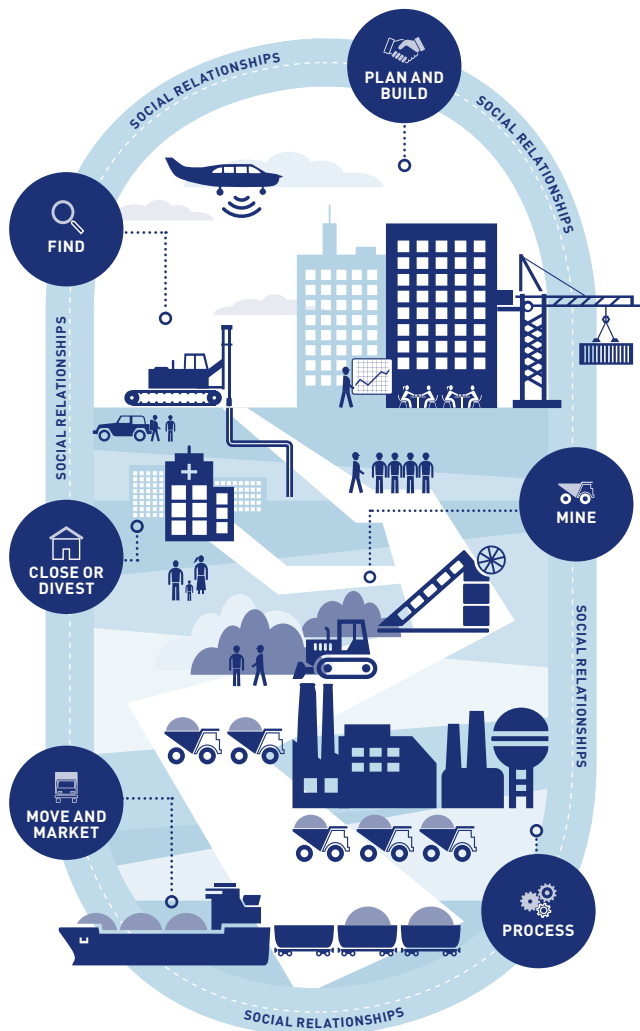 SOCIAL RELATIONSHIPS
PLAN AND
BUILD
SOCIAL RELATIONSHIPS
FIND
SOCIAL RELATIONSHIPS
MINE
CLOSE OR
DIVEST
SOCIAL RELATIONSHIPS
MOVE AND
MARKET
PROCESS
SOCIAL RELATIONSHIPS